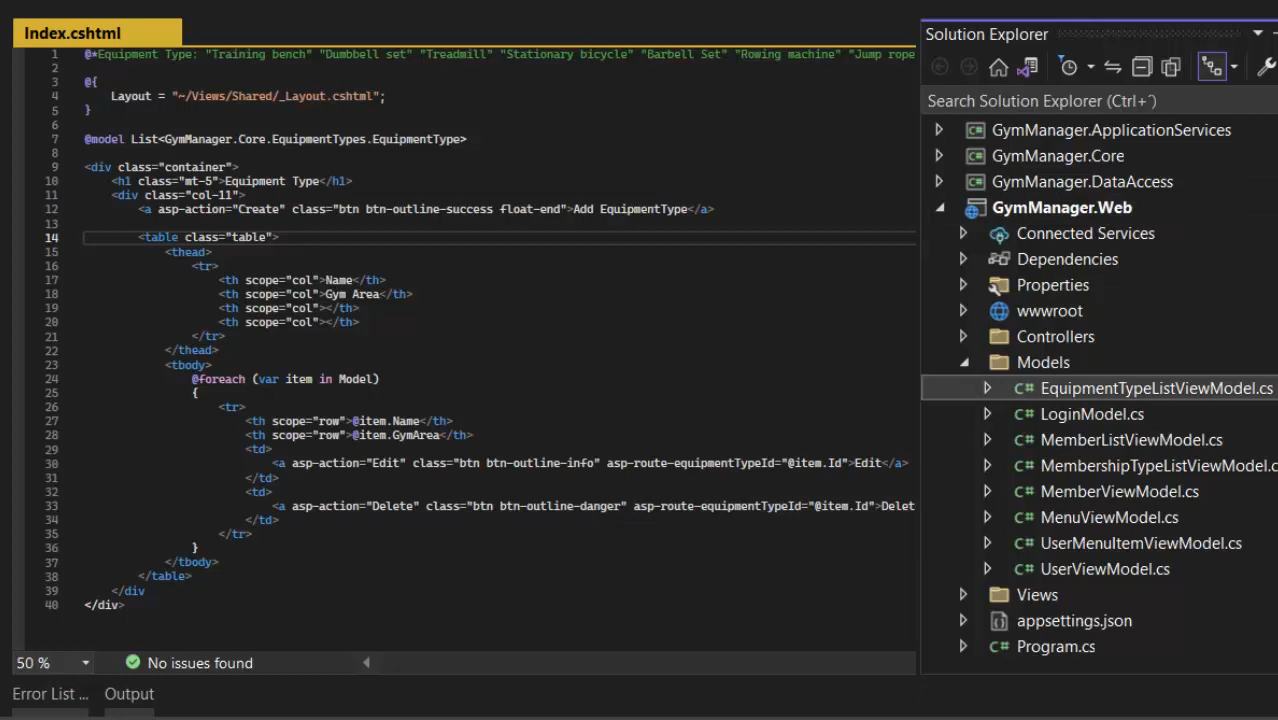 Index.cshtml
1 @*Equipment Type: "Training bench" "Dumbbell set" "Treadmill" "Stationary bicycle" "Barbell Set" "Rowing machine" "Jump rope
2
3 @{
4 Layout = "~/Views/Shared/_Layout.cshtml";
5 }
6
7 @model List<GymManager.Core.EquipmentTypes.EquipmentType>
8
9 <div class="container">
10 <h1 class="mt-5">Equipment Type</h1>
11 <div class="col-11">
12 <a asp-action="Create" class="btn btn-outline-success float-end">Add EquipmentType</a>
13
14 <table class="table">
15 <thead>
16 <tr>
17 <th scope="col">Name</th>
18 <th scope="col">Gym Area</th>
19 <th scope="col"></th>
20 <th scope="col"></th>
21 </tr>
22 </thead>
23 <tbody>
24 @foreach (var item in Model)
25 {
26 <tr>
27 <th scope="row">@item.Name</th>
28 <th scope="row">@item.GymArea</th>
29 <td>
30 <a asp-action="Edit" class="btn btn-outline-info" asp-route-equipmentTypeId="@item.Id">Edit</a>
31 </td>
32 <td>
33 <a asp-action="Delete" class="btn btn-outline-danger" asp-route-equipmentTypeId="@item.Id">Delet
34 </td>
35 </tr>
36 }
37 </tbody>
38 </table>
39 </div
40 </div>
50 %
No issues found
Error List ...
Output
Solution Explorer
Search Solution Explorer (Ctrl+´)
C# GymManager.ApplicationServices
C# GymManager.Core
C# GymManager.DataAccess
GymManager.Web
Connected Services
Dependencies
Properties
wwwroot
Controllers
Models
C# EquipmentTypeListViewModel.cs
C# LoginModel.cs
C# MemberListViewModel.cs
C# MembershipTypeListViewModel.c
C# MemberViewModel.cs
C# MenuViewModel.cs
C# UserMenuItemViewModel.cs
C# UserViewModel.cs
Views
appsettings.json
C# Program.cs